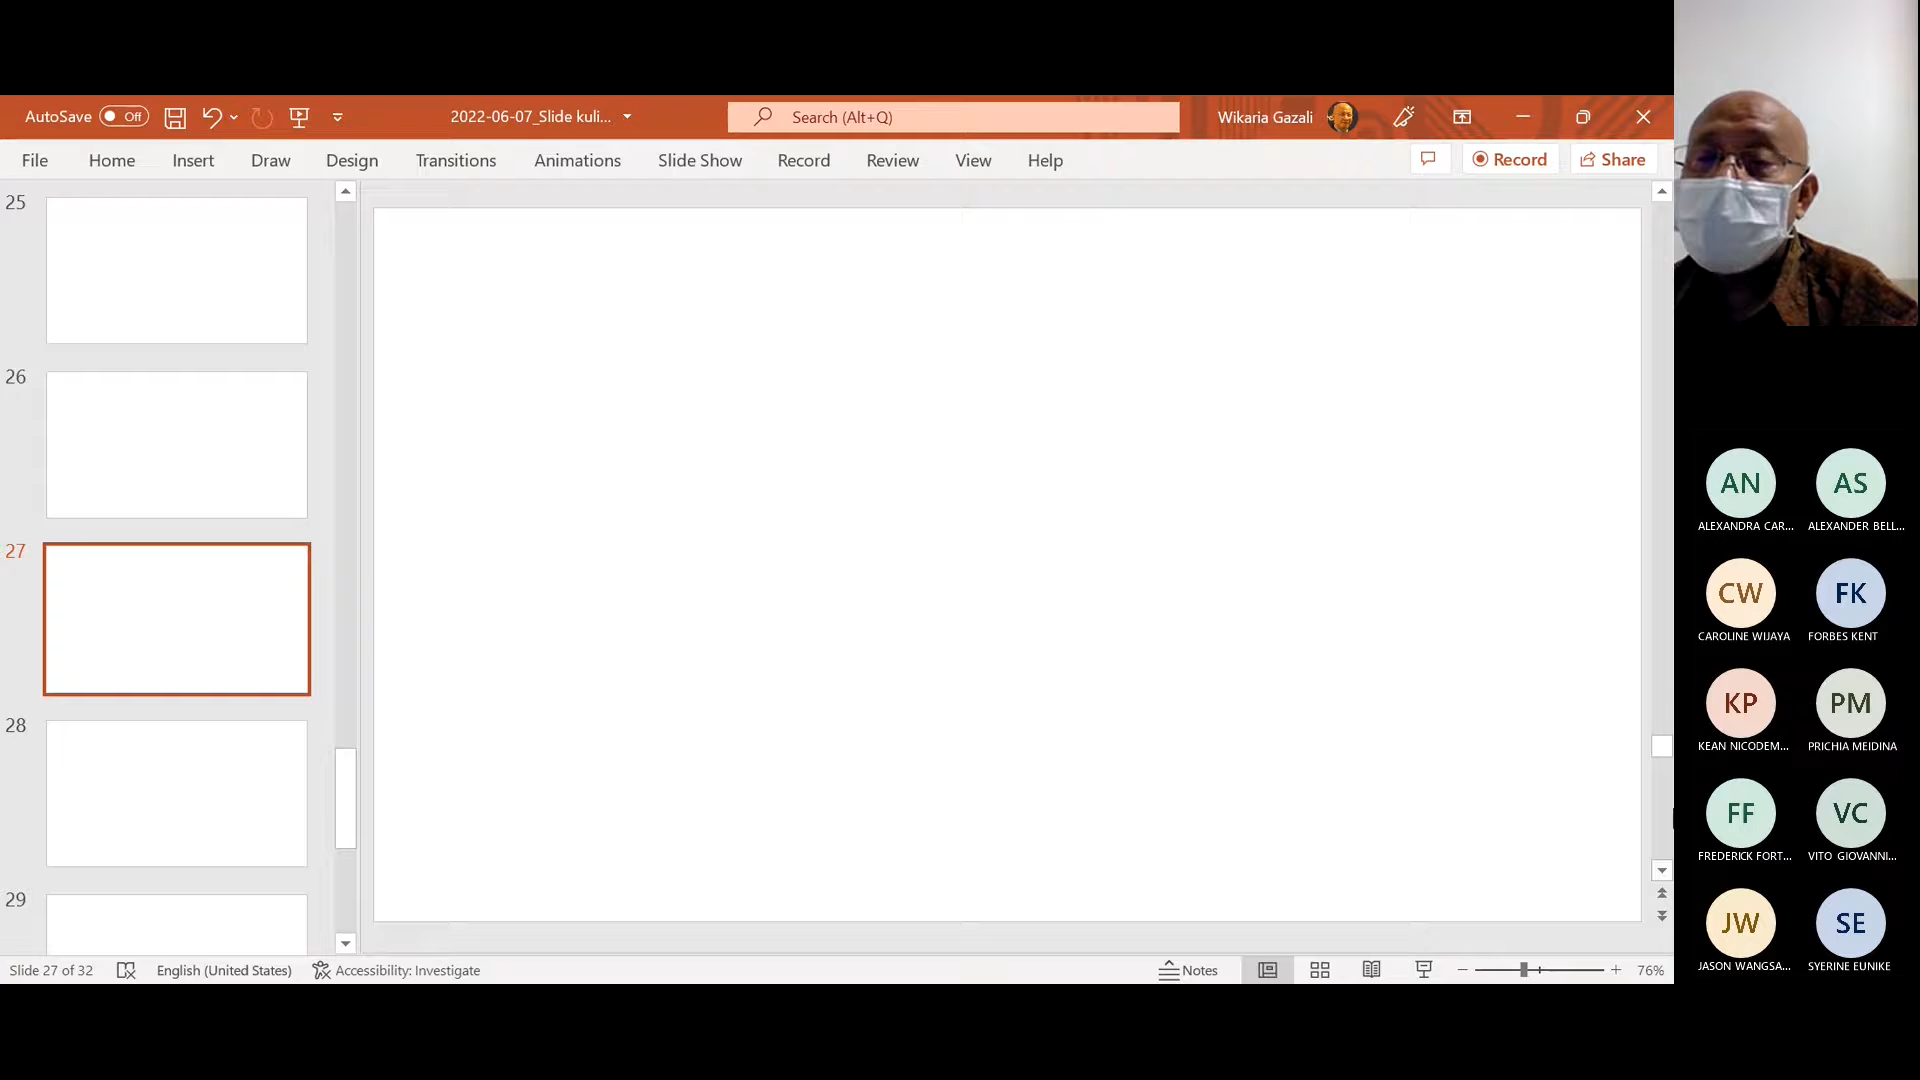 AutoSave Off
2022-06-07_Slide kuli...
Search (Alt+Q)
Wikaria Gazali
File Home Insert Draw Design Transitions Animations Slide Show Record Review View Help
Record Share
25
26
27
28
29
Slide 27 of 32 English (United States) Accessibility: Investigate Notes 76%
AN AS
ALEXANDRA CAR... ALEXANDER BELL...
CW FK
CAROLINE WIJAYA FORBES KENT
KP PM
KEAN NICODEM... PRICHIA MEIDINA
FF VC
FREDERICK FORT... VITO GIOVANNI...
JW SE
JASON WANGSA... SYERINE EUNIKE